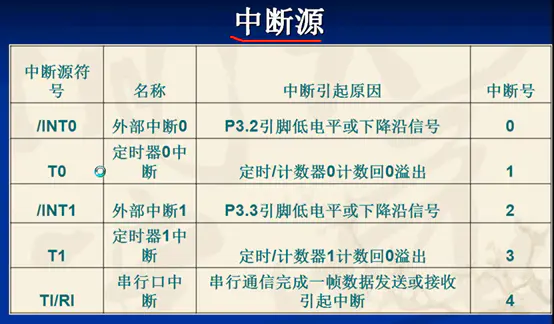 中断源
中断源符号 名称 中断引起原因 中断号
/INT0 外部中断0 P3.2引脚低电平或下降沿信号 0
T0 定时器0中断 定时/计数器0计数回0溢出 1
/INT1 外部中断1 P3.3引脚低电平或下降沿信号 2
T1 定时器1中断 定时/计数器1计数回0溢出 3
TI/RI 串行口中断 串行通信完成一帧数据发送或接收引起中断 4